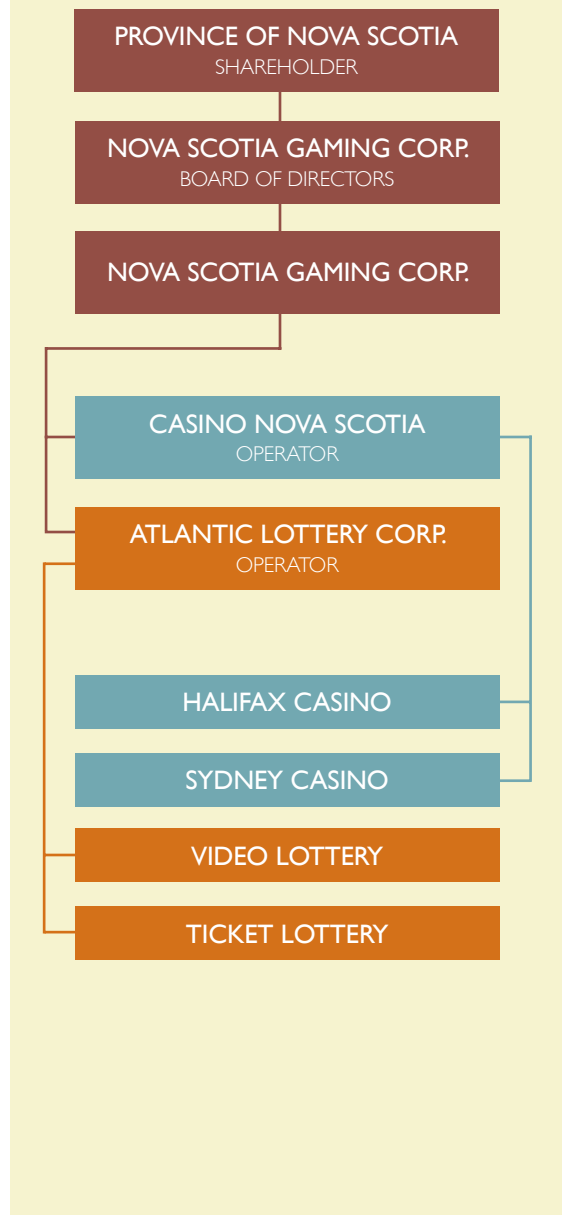 PROVINCE OF NOVA SCOTIA
SHAREHOLDER
NOVA SCOTIA GAMING CORP.
BOARD OF DIRECTORS
NOVA SCOTIA GAMING CORP.
CASINO NOVA SCOTIA
OPERATOR
ATLANTIC LOTTERY CORP.
OPERATOR
HALIFAX CASINO
SYDNEY CASINO
VIDEO LOTTERY
TICKET LOTTERY